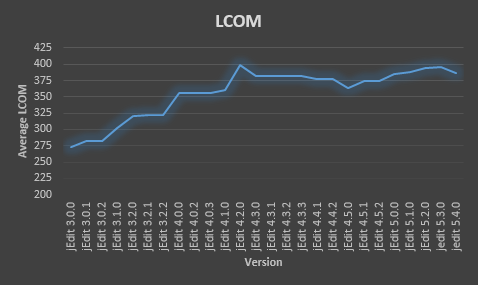 LCOM
425
400
375
350
325
300
275
250
225
200
Average LCOM
jEdit 3.0.0
jEdit 3.0.1
jEdit 3.0.2
jEdit 3.1.0
jEdit 3.2.0
jEdit 3.2.1
jEdit 3.2.2
jEdit 4.0.0
jEdit 4.0.2
jEdit 4.0.3
jEdit 4.1.0
jEdit 4.2.0
jEdit 4.3.0
jEdit 4.3.1
jEdit 4.3.2
jEdit 4.3.3
jEdit 4.4.1
jEdit 4.4.2
jEdit 4.5.0
jEdit 4.5.1
jEdit 4.5.2
jEdit 5.0.0
jEdit 5.1.0
jEdit 5.2.0
jedit 5.3.0
jedit 5.4.0
Version